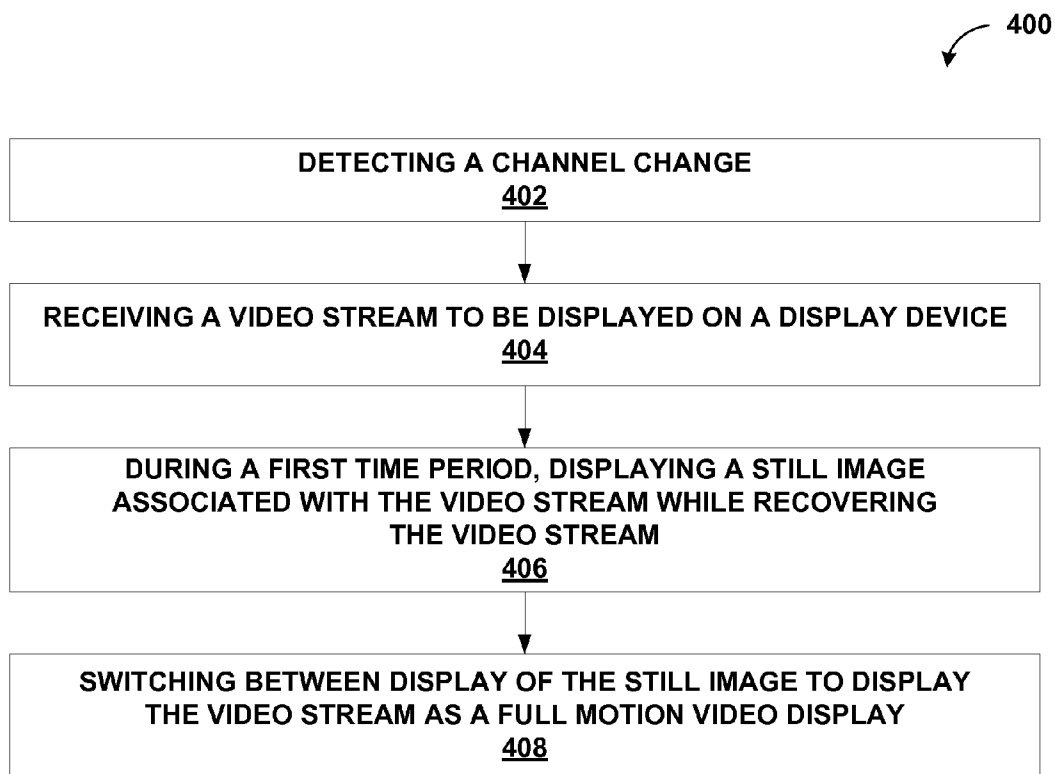 400
DETECTING A CHANNEL CHANGE
402
RECEIVING A VIDEO STREAM TO BE DISPLAYED ON A DISPLAY DEVICE
404
DURING A FIRST TIME PERIOD, DISPLAYING A STILL IMAGE
ASSOCIATED WITH THE VIDEO STREAM WHILE RECOVERING
THE VIDEO STREAM
406
SWITCHING BETWEEN DISPLAY OF THE STILL IMAGE TO DISPLAY
THE VIDEO STREAM AS A FULL MOTION VIDEO DISPLAY
408